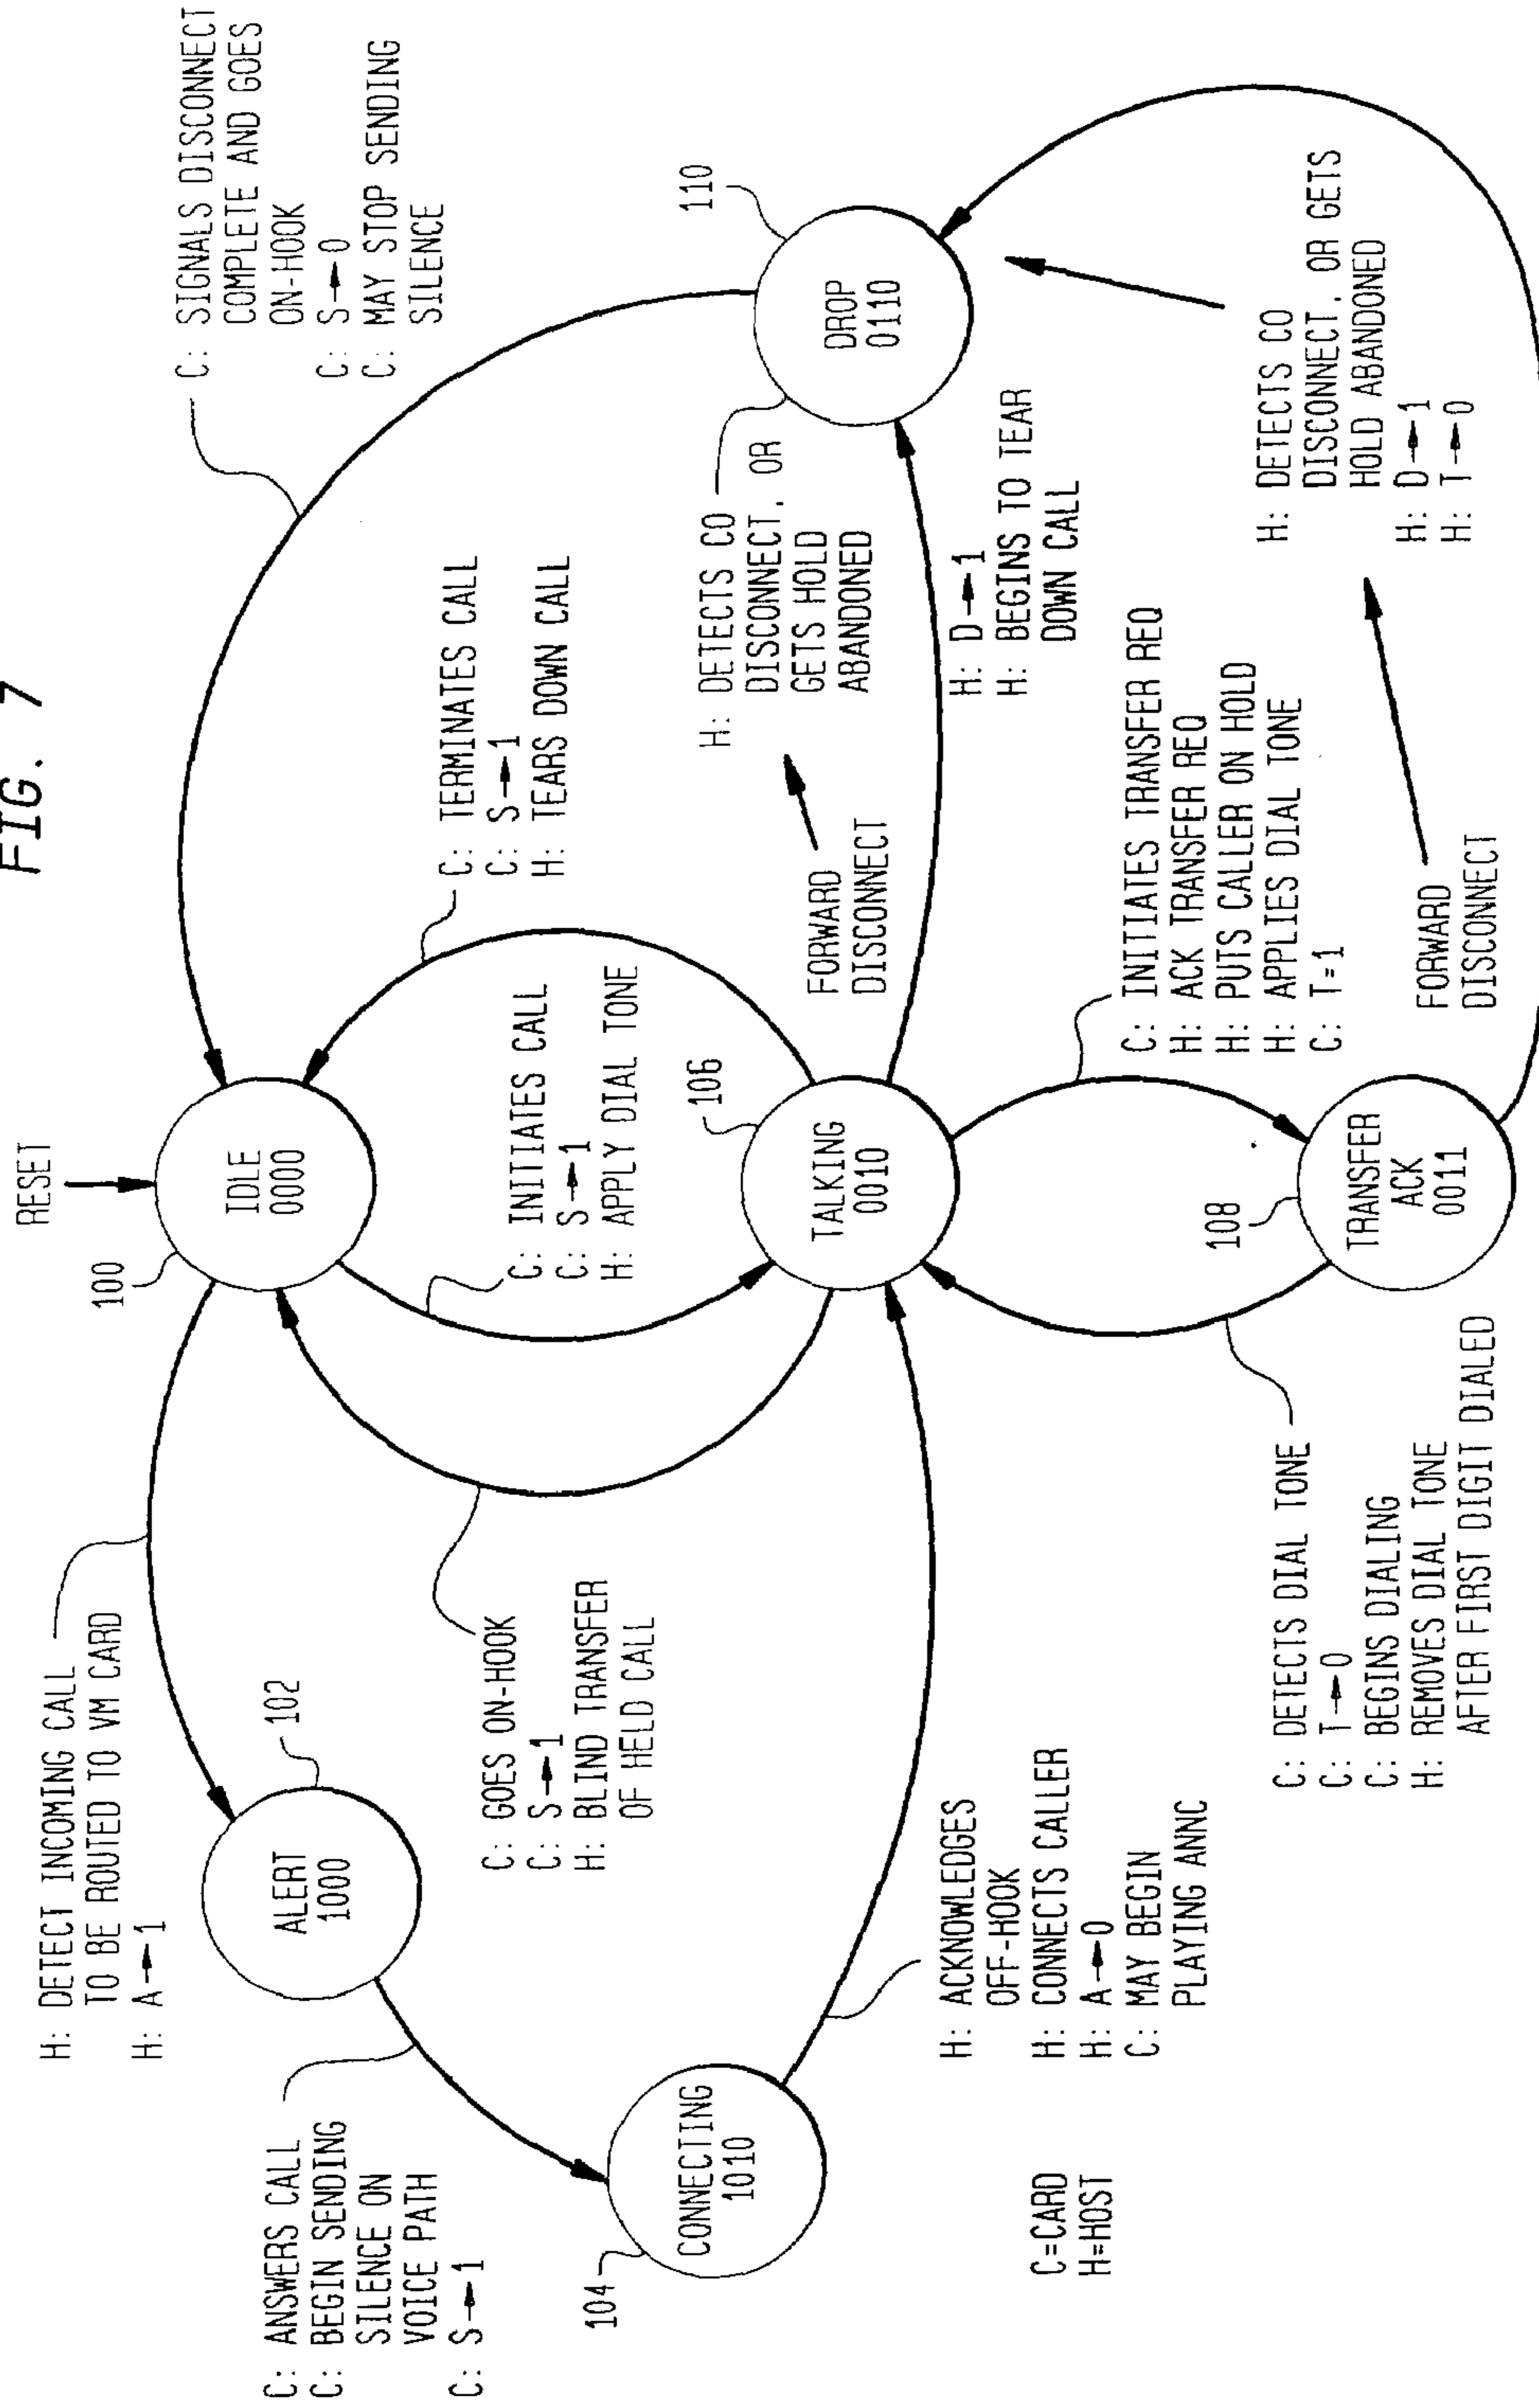 FIG. 7
RESET
100
IDLE
0000
H: DETECT INCOMING CALL
TO BE ROUTED TO VM CARD
H: A→1
102
ALERT
1000
C: ANSWERS CALL
C: BEGIN SENDING
SILENCE ON
VOICE PATH
C: S→1
104
CONNECTING
1010
C: GOES ON-HOOK
C: S→1
H: BLIND TRANSFER
OF HELD CALL
C: INITIATES CALL
C: S→1
H: APPLY DIAL TONE
C: TERMINATES CALL
C: S→1
H: TEARS DOWN CALL
C: SIGNALS DISCONNECT
COMPLETE AND GOES
ON-HOOK
C: S→0
C: MAY STOP SENDING
SILENCE
110
DROP
0110
106
TALKING
0010
FORWARD
DISCONNECT
H: DETECTS CO
DISCONNECT, OR
GETS HOLD
ABANDONED
H: D→1
H: BEGINS TO TEAR
DOWN CALL
H: ACKNOWLEDGES
OFF-HOOK
H: CONNECTS CALLER
H: A→0
C: MAY BEGIN
PLAYING ANNC
C: INITIATES TRANSFER REQ
H: ACK TRANSFER REQ
H: PUTS CALLER ON HOLD
H: APPLIES DIAL TONE
C: T=1
108
TRANSFER
ACK
0011
C: DETECTS DIAL TONE
C: T→0
C: BEGINS DIALING
H: REMOVES DIAL TONE
AFTER FIRST DIGIT DIALED
FORWARD
DISCONNECT
H: DETECTS CO
DISCONNECT, OR GETS
HOLD ABANDONED
H: D→1
H: T→0
C=CARD
H=HOST